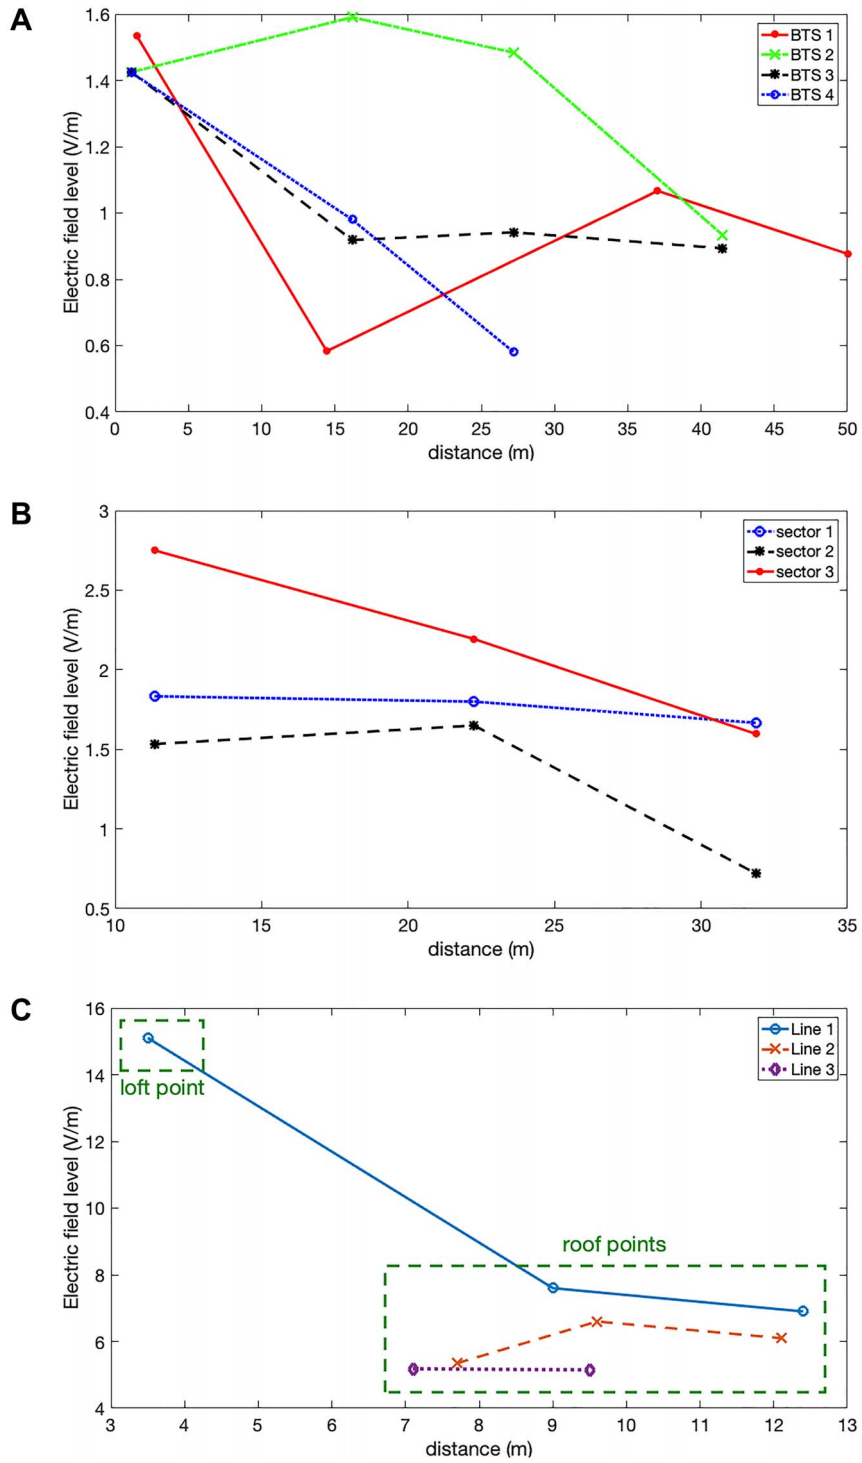 A
1.6
1.4
1.2
1
0.8
0.6
0.4
Electric field level (V/m)
BTS 1
BTS 2
BTS 3
BTS 4
0 5 10 15 20 25 30 35 40 45 50
distance (m)
B
3
2.5
2
1.5
1
0.5
Electric field level (V/m)
sector 1
sector 2
sector 3
10 15 20 25 30 35
distance (m)
C
16
14
12
10
8
6
4
Electric field level (V/m)
Line 1
Line 2
Line 3
loft point
roof points
3 4 5 6 7 8 9 10 11 12 13
distance (m)